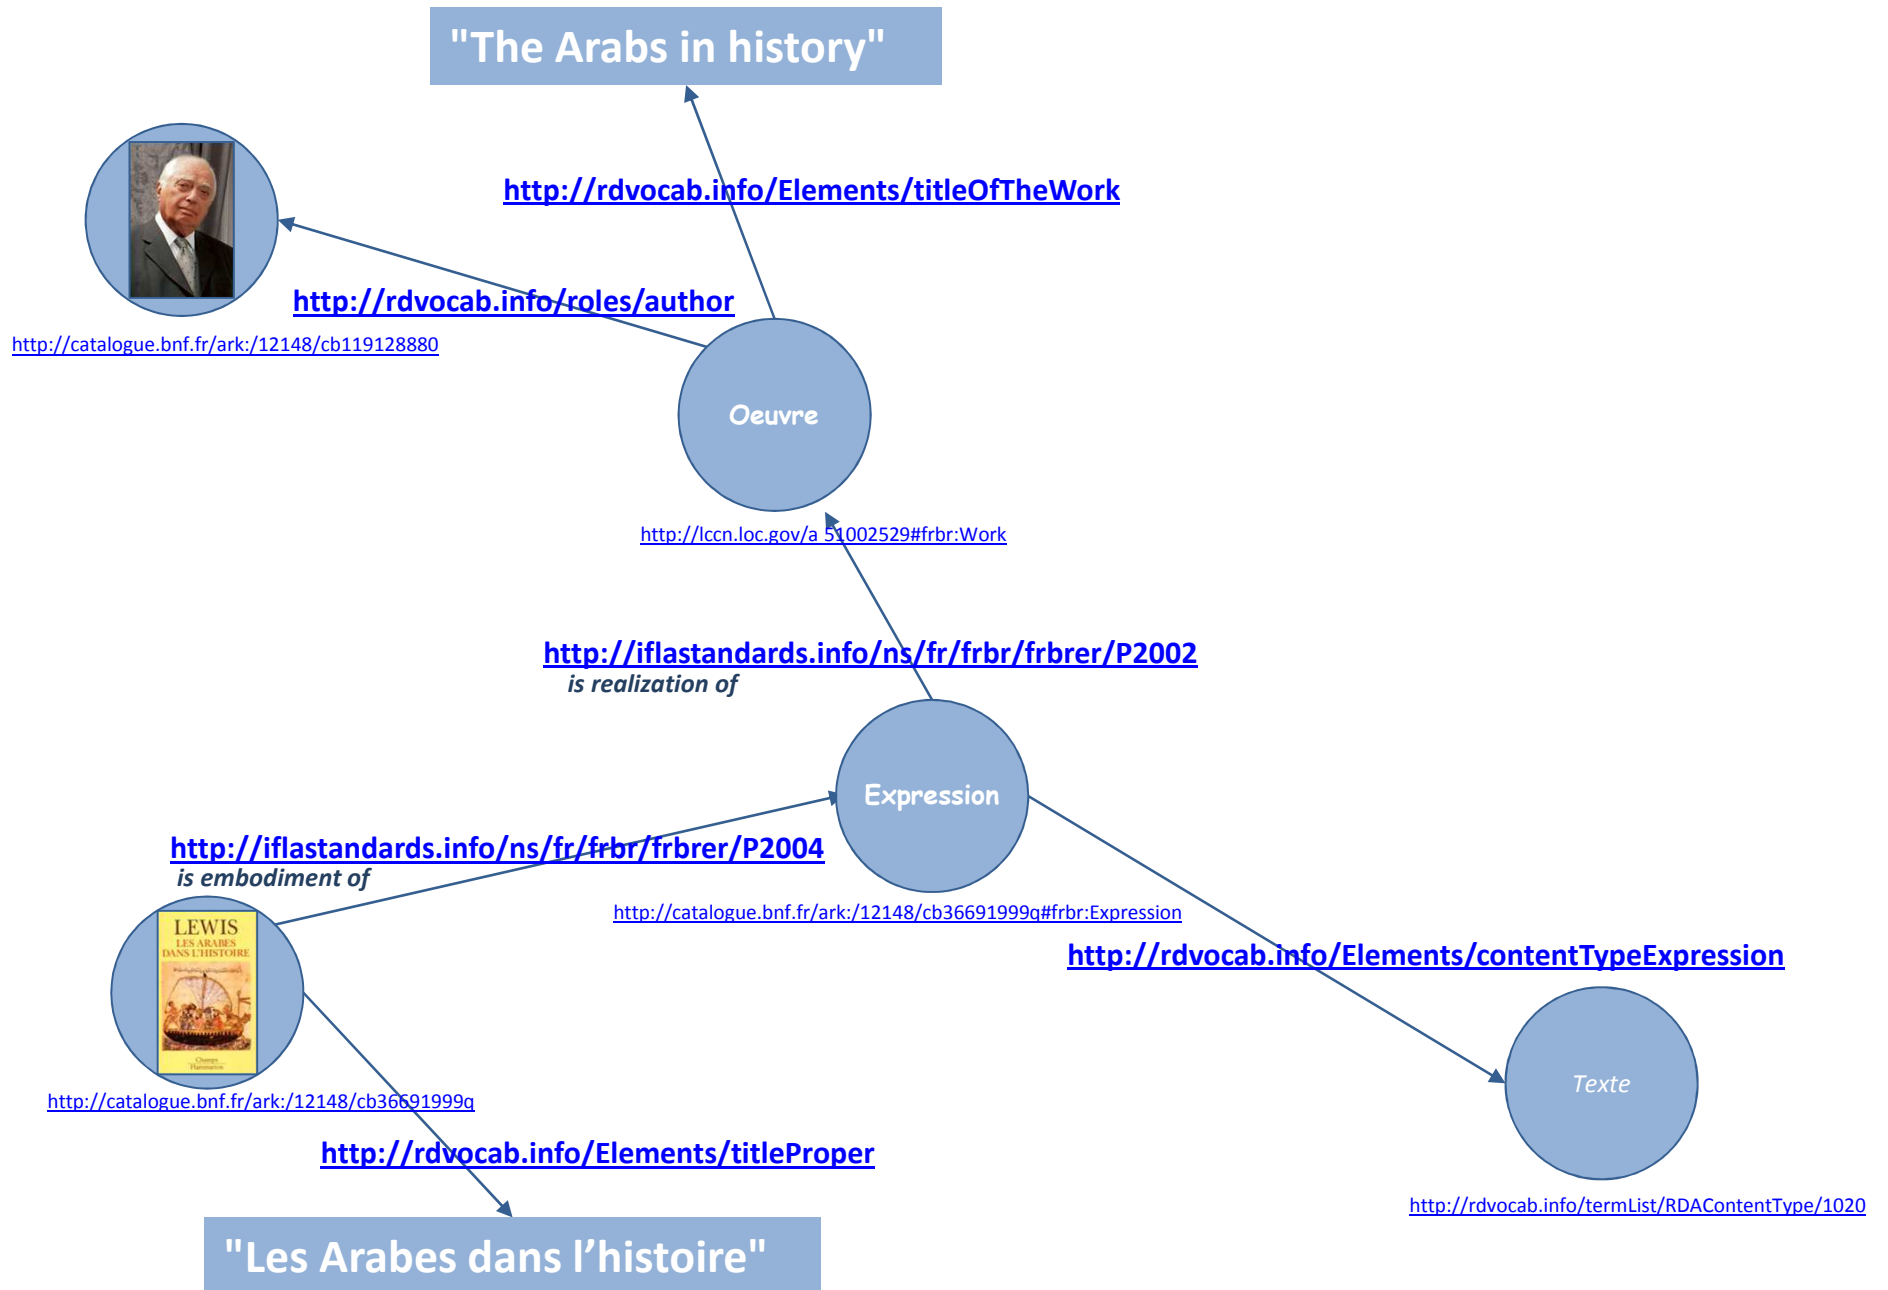 "The Arabs in history"
http://rdvocab.info/Elements/titleOfTheWork
http://rdvocab.info/roles/author
http://catalogue.bnf.fr/ark:/12148/cb119128880
Oeuvre
http://lccn.loc.gov/a 51002529#frbr:Work
http://iflastandards.info/ns/fr/frbr/frbrer/P2002
is realization of
Expression
http://iflastandards.info/ns/fr/frbr/frbrer/P2004
is embodiment of
http://catalogue.bnf.fr/ark:/12148/cb36691999q#frbr:Expression
LEWIS
LES ARABES
DANS L'HISTOIRE
Champs
Flammarion
http://rdvocab.info/Elements/contentTypeExpression
Texte
http://catalogue.bnf.fr/ark:/12148/cb36691999q
http://rdvocab.info/Elements/titleProper
http://rdvocab.info/termList/RDAContentType/1020
"Les Arabes dans l’histoire"